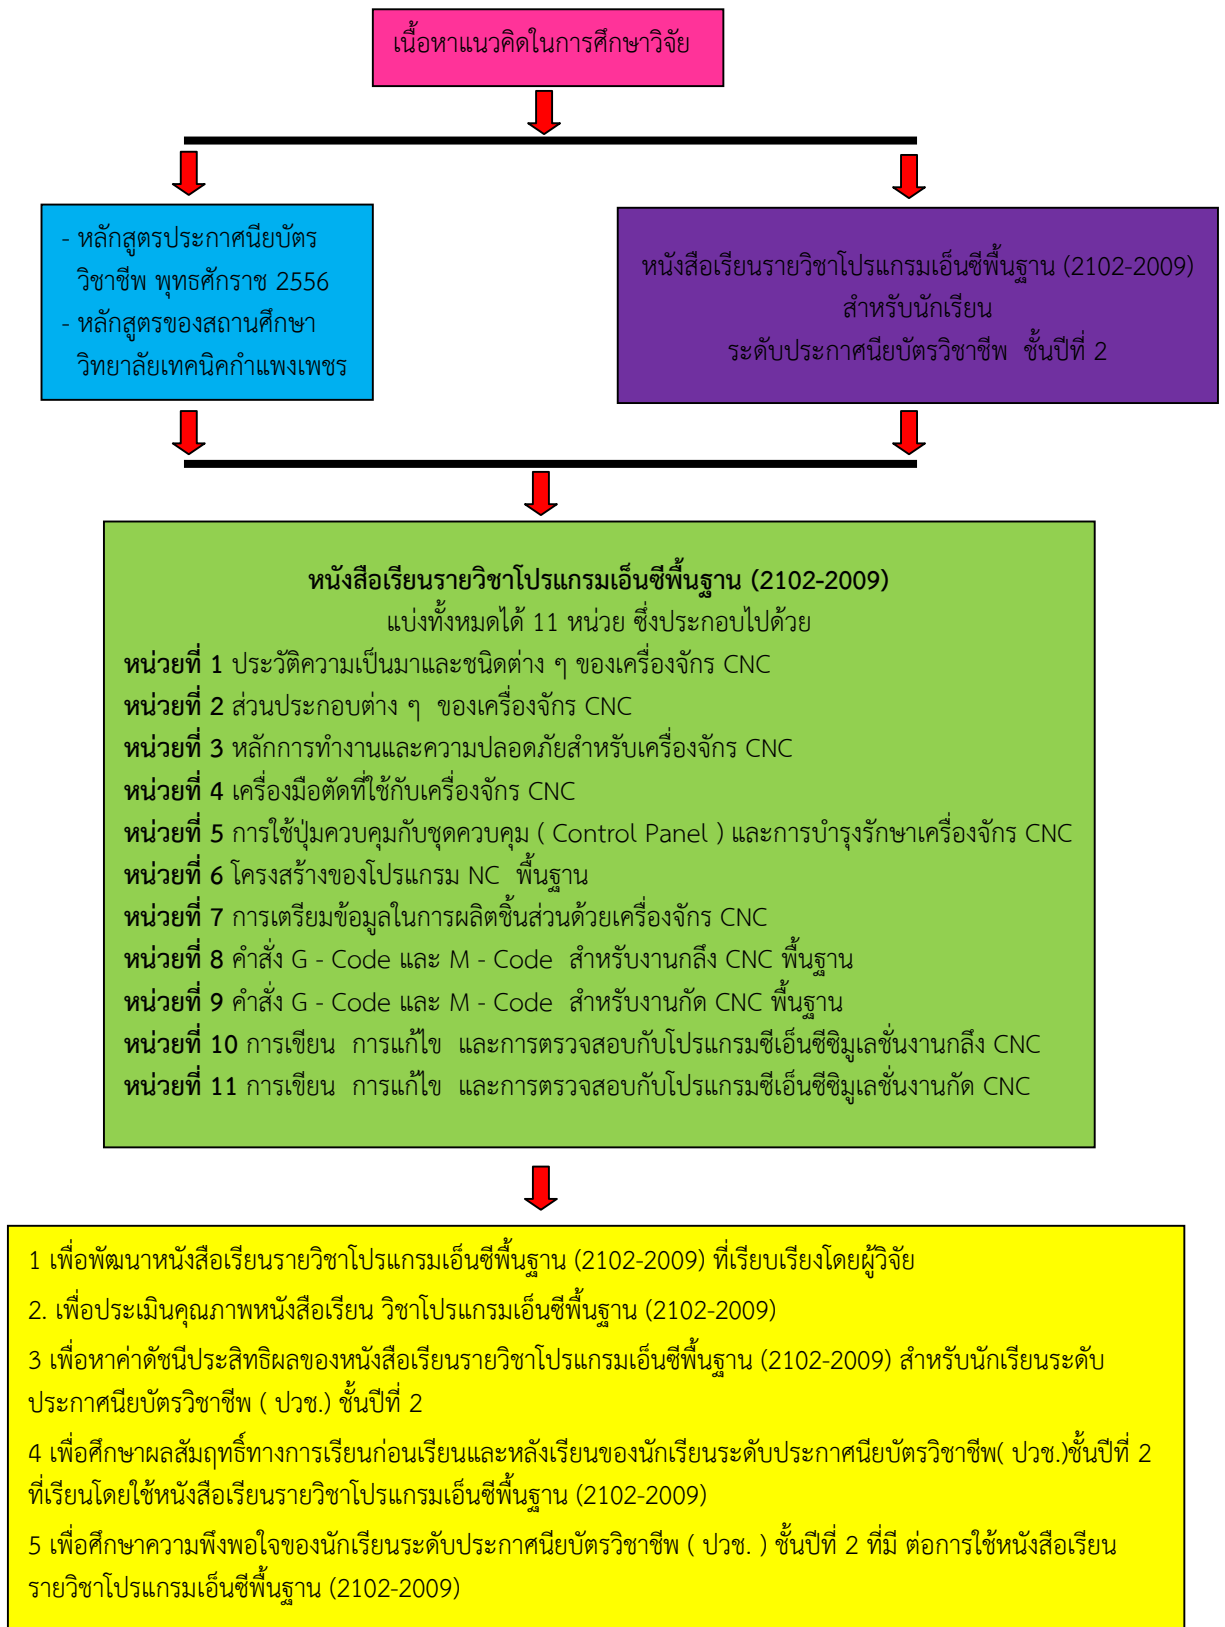 เนื้อหาแนวคิดในการศึกษาวิจัย
- หลักสูตรประกาศนียบัตร
วิชาชีพ พุทธศักราช 2556
- หลักสูตรของสถานศึกษา
วิทยาลัยเทคนิคกำแพงเพชร
หนังสือเรียนรายวิชาโปรแกรมเอ็นซีพื้นฐาน (2102-2009)
สำหรับนักเรียน
ระดับประกาศนียบัตรวิชาชีพ ชั้นปีที่ 2
หนังสือเรียนรายวิชาโปรแกรมเอ็นซีพื้นฐาน (2102-2009)
แบ่งทั้งหมดได้ 11 หน่วย ซึ่งประกอบไปด้วย
หน่วยที่ 1 ประวัติความเป็นมาและชนิดต่าง ๆ ของเครื่องจักร CNC
หน่วยที่ 2 ส่วนประกอบต่าง ๆ ของเครื่องจักร CNC
หน่วยที่ 3 หลักการทำงานและความปลอดภัยสำหรับเครื่องจักร CNC
หน่วยที่ 4 เครื่องมือตัดที่ใช้กับเครื่องจักร CNC
หน่วยที่ 5 การใช้ปุ่มควบคุมกับชุดควบคุม ( Control Panel ) และการบำรุงรักษาเครื่องจักร CNC
หน่วยที่ 6 โครงสร้างของโปรแกรม NC พื้นฐาน
หน่วยที่ 7 การเตรียมข้อมูลในการผลิตชิ้นส่วนด้วยเครื่องจักร CNC
หน่วยที่ 8 คำสั่ง G - Code และ M - Code สำหรับงานกลึง CNC พื้นฐาน
หน่วยที่ 9 คำสั่ง G - Code และ M - Code สำหรับงานกัด CNC พื้นฐาน
หน่วยที่ 10 การเขียน การแก้ไข และการตรวจสอบกับโปรแกรมซีเอ็นซีซิมูเลชั่นงานกลึง CNC
หน่วยที่ 11 การเขียน การแก้ไข และการตรวจสอบกับโปรแกรมซีเอ็นซีซิมูเลชั่นงานกัด CNC
1 เพื่อพัฒนาหนังสือเรียนรายวิชาโปรแกรมเอ็นซีพื้นฐาน (2102-2009) ที่เรียบเรียงโดยผู้วิจัย
2. เพื่อประเมินคุณภาพหนังสือเรียน วิชาโปรแกรมเอ็นซีพื้นฐาน (2102-2009)
3 เพื่อหาค่าดัชนีประสิทธิผลของหนังสือเรียนรายวิชาโปรแกรมเอ็นซีพื้นฐาน (2102-2009) สำหรับนักเรียนระดับ
ประกาศนียบัตรวิชาชีพ ( ปวช.) ชั้นปีที่ 2
4 เพื่อศึกษาผลสัมฤทธิ์ทางการเรียนก่อนเรียนและหลังเรียนของนักเรียนระดับประกาศนียบัตรวิชาชีพ( ปวช.)ชั้นปีที่ 2
ที่เรียนโดยใช้หนังสือเรียนรายวิชาโปรแกรมเอ็นซีพื้นฐาน (2102-2009)
5 เพื่อศึกษาความพึงพอใจของนักเรียนระดับประกาศนียบัตรวิชาชีพ ( ปวช. ) ชั้นปีที่ 2 ที่มี ต่อการใช้หนังสือเรียน
รายวิชาโปรแกรมเอ็นซีพื้นฐาน (2102-2009)